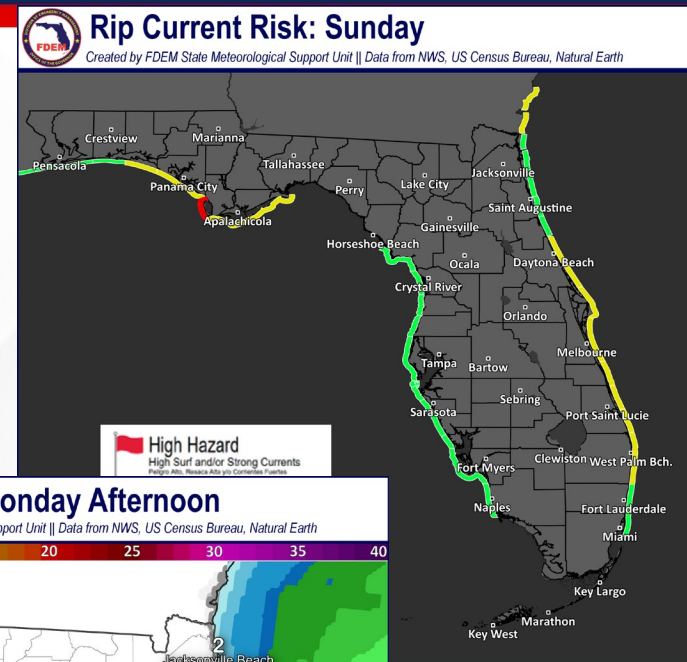 FDEM
Rip Current Risk: Sunday
Created by FDEM State Meteorological Support Unit || Data from NWS, US Census Bureau, Natural Earth
Crestview
Marianna
Pensacola
Tallahassee
Panama City
Apalachicola
Perry
Lake City
Jacksonville
Saint Augustine
Gainesville
Horseshoe Beach
Ocala
Daytona Beach
Crystal River
Orlando
Melbourne
Tampa
Bartow
Sebring
Sarasota
Port Saint Lucie
Clewiston
West Palm Bch.
Fort Myers
Naples
Fort Lauderdale
Miami
Key Largo
Marathon
Key West
High Hazard
High Surf and/or Strong Currents
Peligro Alto, Resaca Alta y/o Corrientes Fuertes
onday Afternoon
pport Unit || Data from NWS, US Census Bureau, Natural Earth
20 25 30 35 40
2
Jacksonville Beach